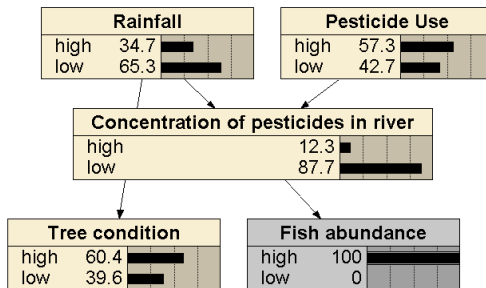 Rainfall
high 34.7
low 65.3
Pesticide Use
high 57.3
low 42.7
Concentration of pesticides in river
high 12.3
low 87.7
Tree condition
high 60.4
low 39.6
Fish abundance
high 100
low 0